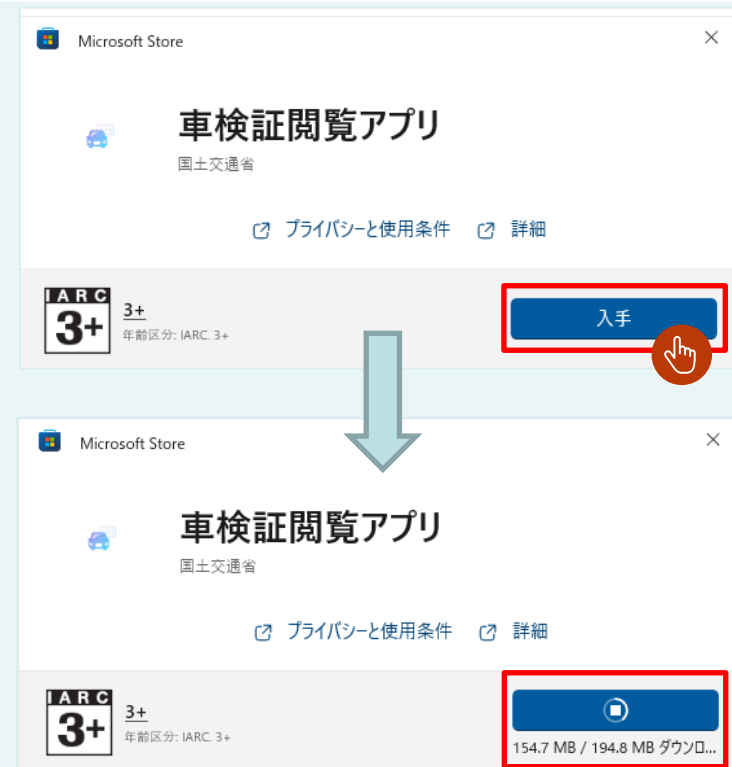 Microsoft Store
車検証閲覧アプリ
国土交通省
プライバシーと使用条件 詳細
IARC
3+
3+
年齢区分: IARC. 3+
入手
Microsoft Store
車検証閲覧アプリ
国土交通省
プライバシーと使用条件 詳細
IARC
3+
3+
年齢区分: IARC. 3+
154.7 MB / 194.8 MB ダウンロ...